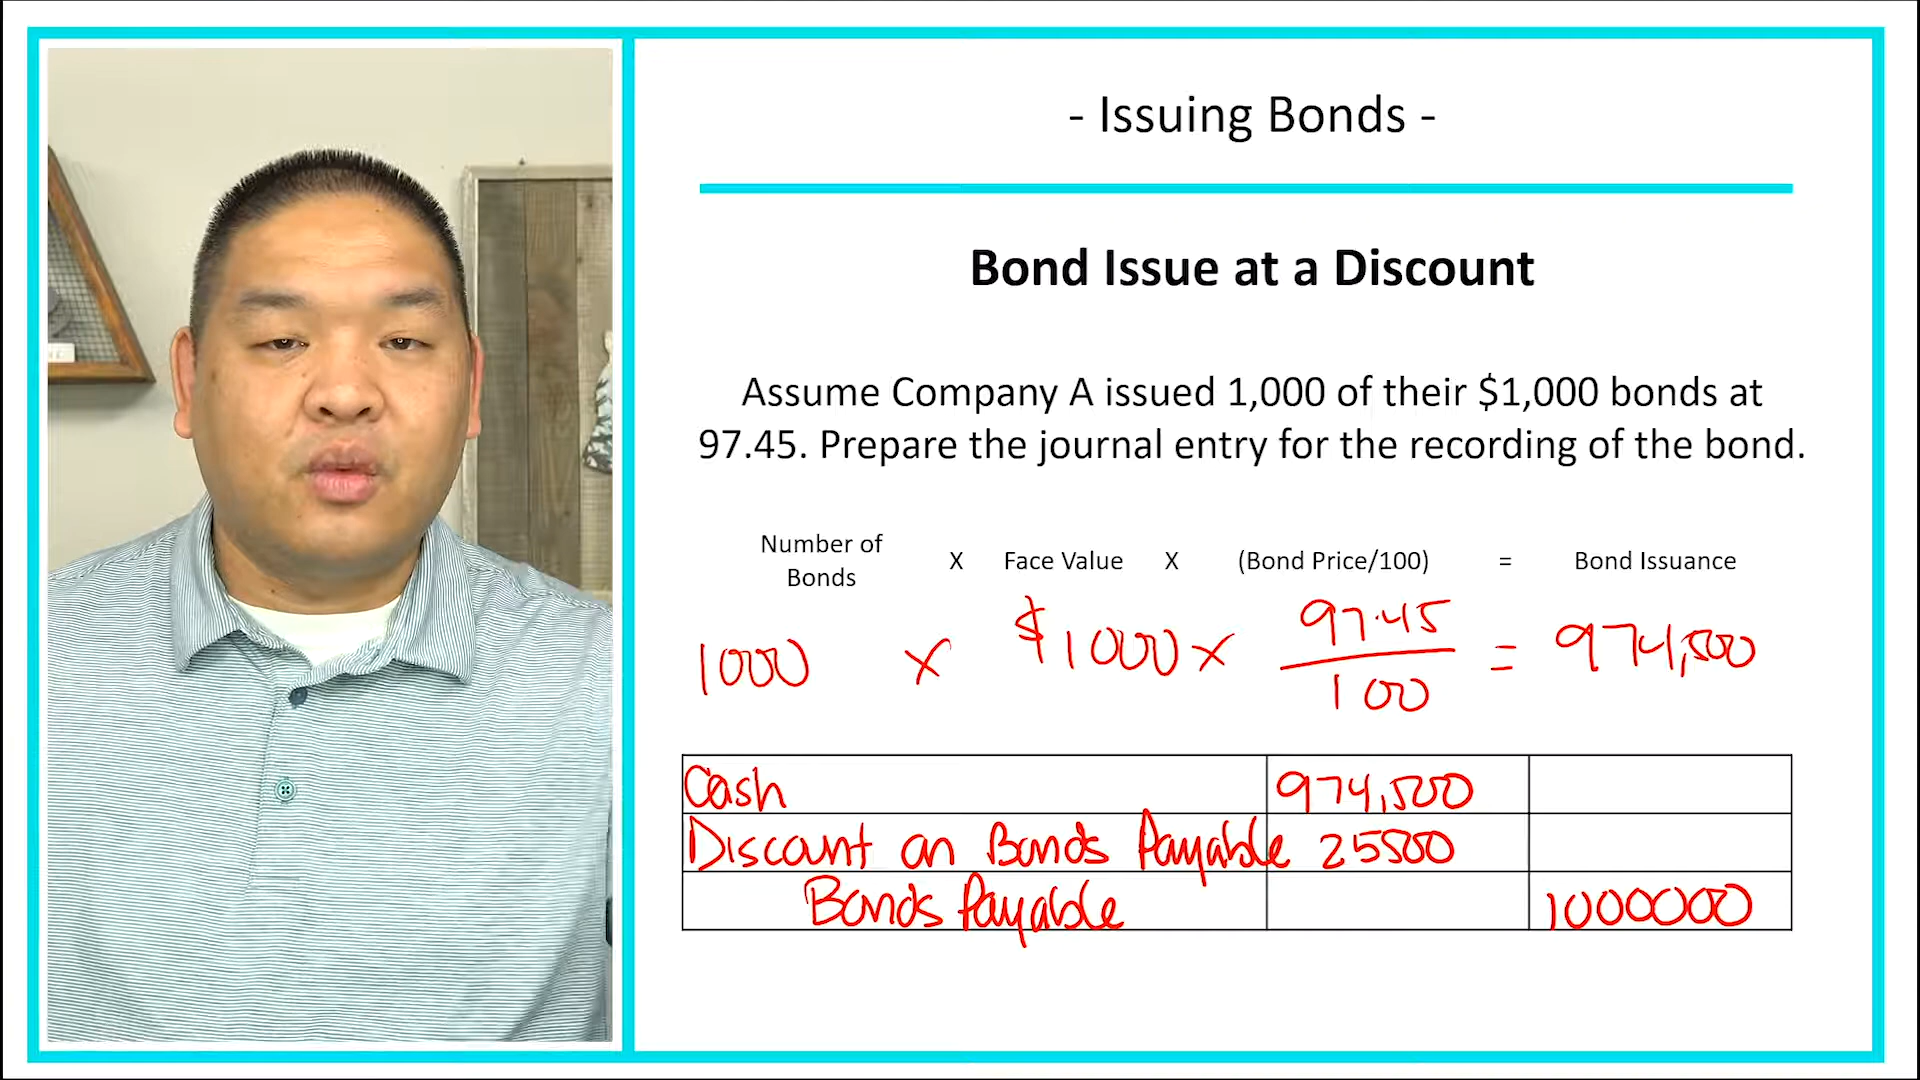 - Issuing Bonds -
Bond Issue at a Discount
Assume Company A issued 1,000 of their $1,000 bonds at
97.45. Prepare the journal entry for the recording of the bond.
Number of
Bonds X Face Value X (Bond Price/100) = Bond Issuance
1000 x $1000 x 97.45/100 = 974,500
Cash 974,500
Discount on Bonds Payable 25500
Bonds Payable 1000000